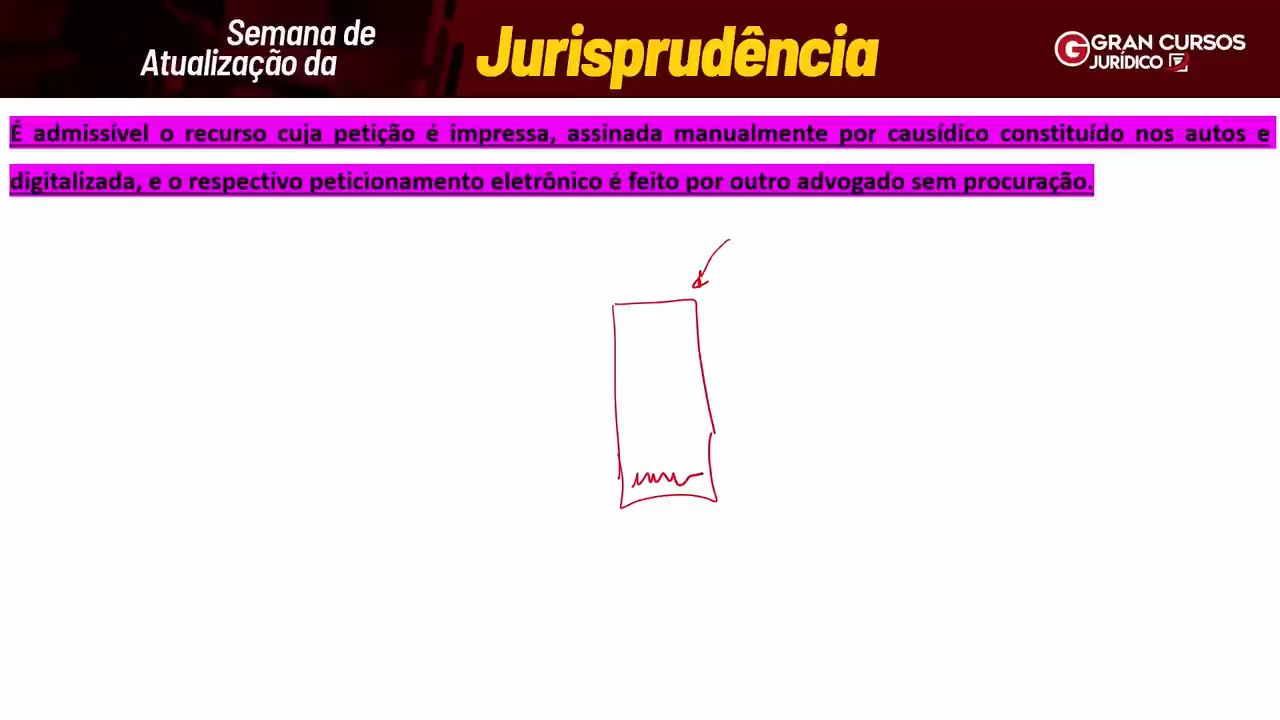 Semana de
Atualização da
Jurisprudência
GRAN CURSOS
JURÍDICO
É admissível o recurso cuja petição é impressa, assinada manualmente por causídico constituído nos autos e
digitalizada, e o respectivo peticionamento eletrônico é feito por outro advogado sem procuração.